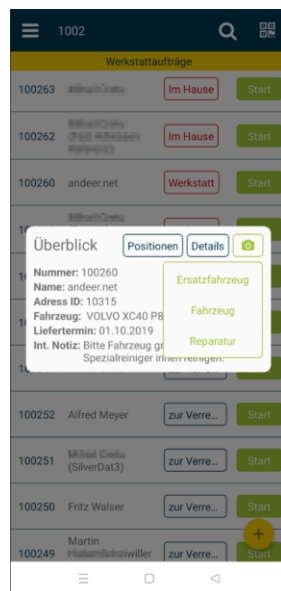 1002
Werkstattaufträge
100263 Im Hause Start
100262 Im Hause Start
100260 andeer.net Werkstatt Start
Überblick Positionen Details
Nummer: 100260
Name: andeer.net
Adress ID: 10315
Fahrzeug: VOLVO XC40 P8
Liefertermin: 01.10.2019
Int. Notiz: Bitte Fahrzeug
Spezialreiniger innen reinigen.
Ersatzfahrzeug
Fahrzeug
Reparatur
100252 Alfred Meyer zur Verre... Start
100251 (SilverDat3) zur Verre... Start
100250 Fritz Walser zur Verre... Start
+
100249 Martin zur Verre... Start